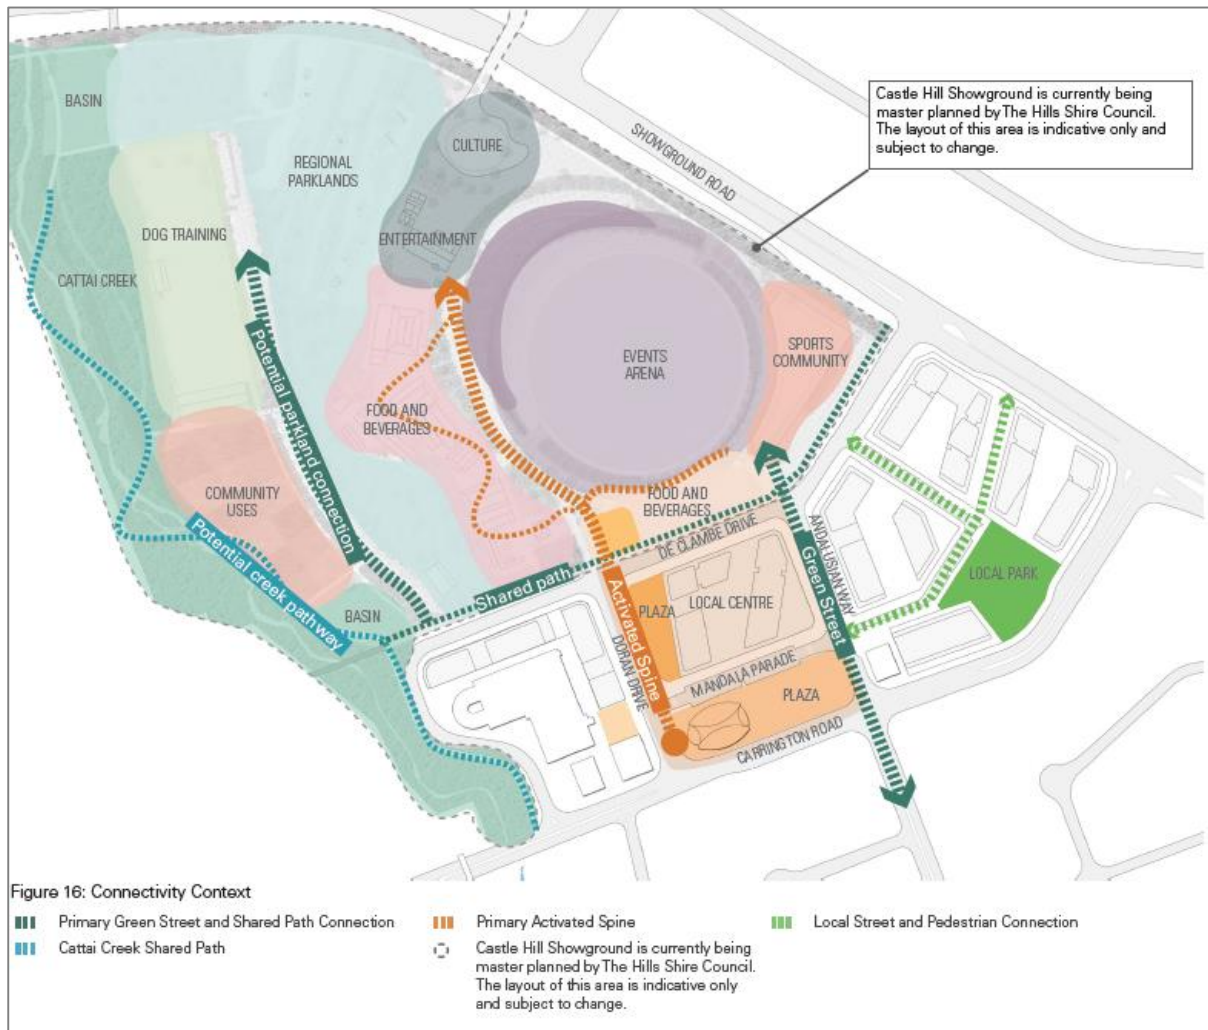 Castle Hill Showground is currently being
master planned by The Hills Shire Council.
The layout of this area is indicative only and
subject to change.
SHOWGROUND ROAD
BASIN
CULTURE
REGIONAL
PARKLANDS
DOG TRAINING
ENTERTAINMENT
CATTAI CREEK
EVENTS
ARENA
SPORTS
COMMUNITY
Potential parkland connection
FOOD AND
BEVERAGES
COMMUNITY
USES
FOOD AND
BEVERAGES
Potential creek pathway
DE CLAMBE DRIVE
ANDALUSIAN WAY
Green Street
Shared path
BASIN
Activated Spine
PLAZA
LOCAL CENTRE
LOCAL PARK
DORAN DRIVE
MANDALA PARADE
PLAZA
CARRINGTON ROAD
Figure 16: Connectivity Context
Primary Green Street and Shared Path Connection
Cattai Creek Shared Path
Primary Activated Spine
Castle Hill Showground is currently being
master planned by The Hills Shire Council.
The layout of this area is indicative only
and subject to change.
Local Street and Pedestrian Connection